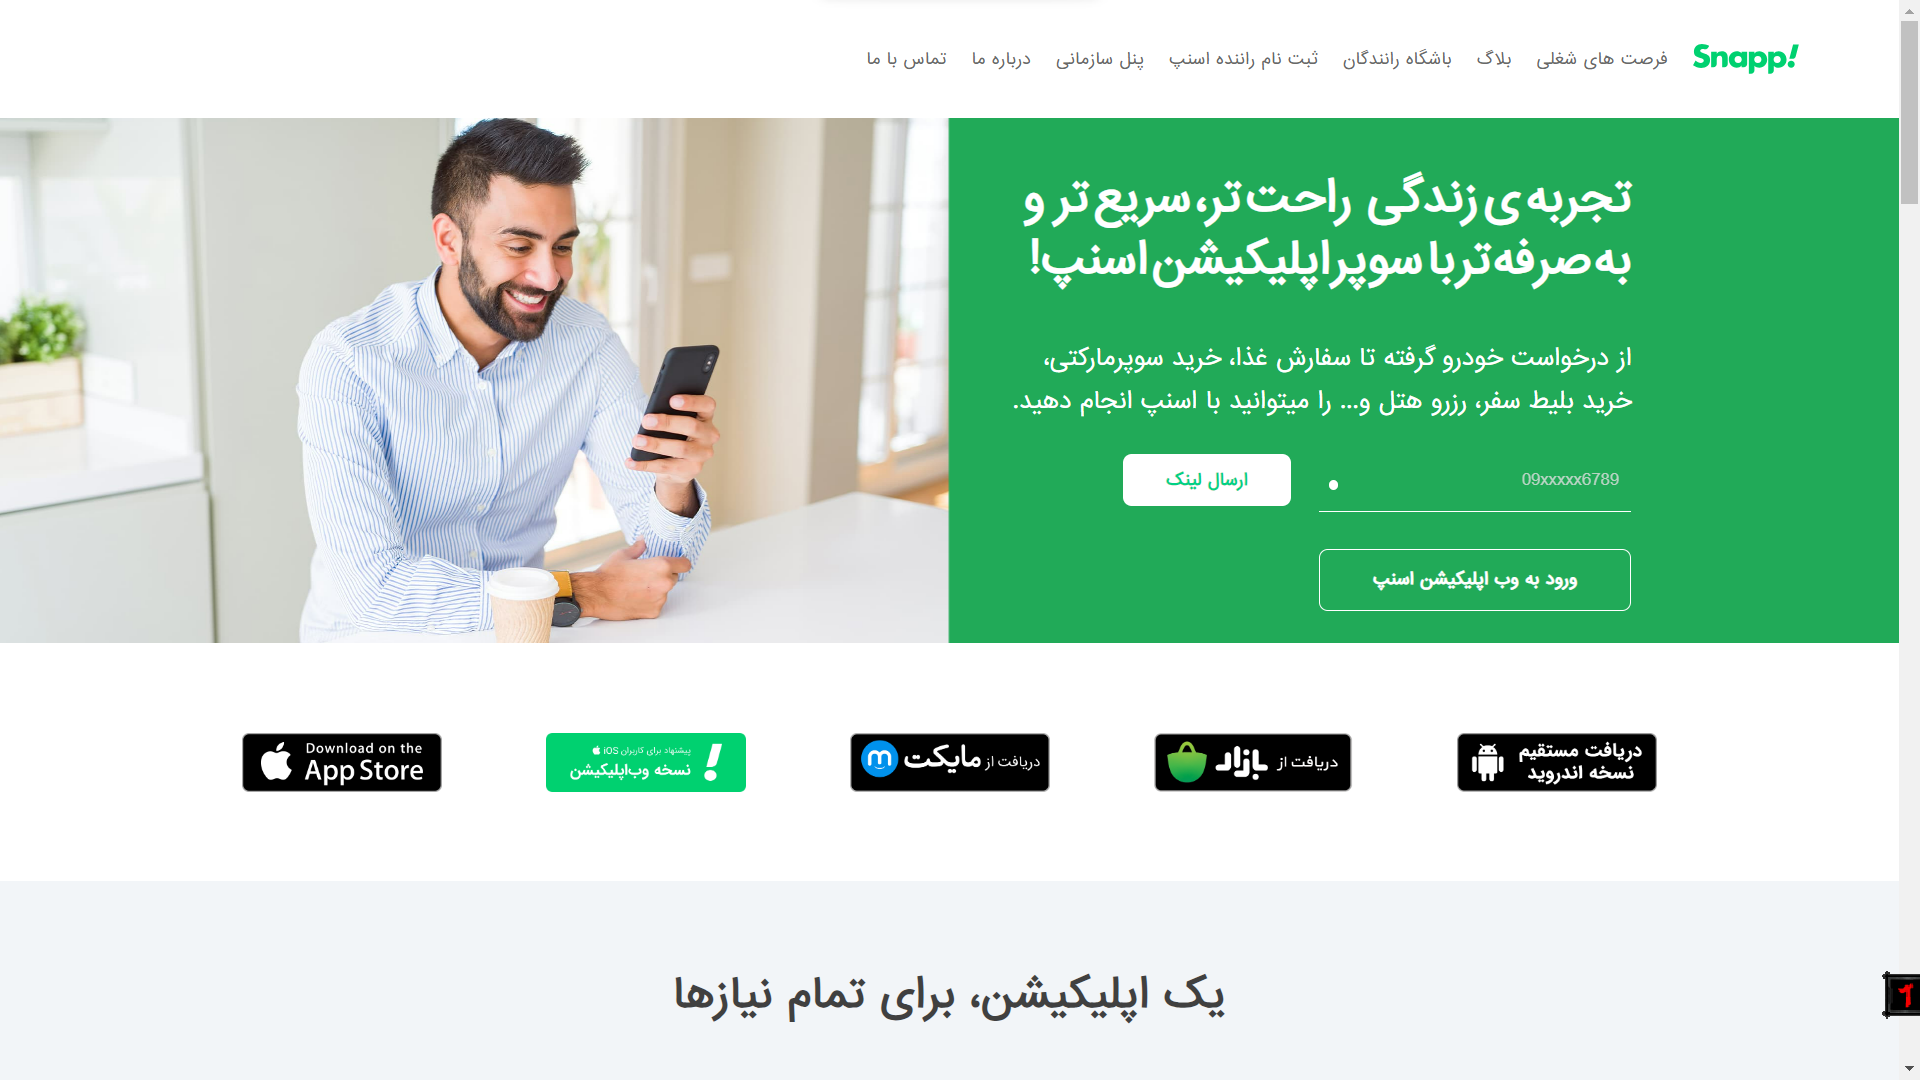 Snapp!
فرصت های شغلی
بلاگ
باشگاه رانندگان
ثبت نام راننده اسنپ
پنل سازمانی
درباره ما
تماس با ما
تجربه ی زندگی راحت تر، سریع تر و
به صرفه تر با سوپر اپلیکیشن اسنپ!
از درخواست خودرو گرفته تا سفارش غذا، خرید سوپرمارکتی،
خرید بلیط سفر، رزرو هتل و... را میتوانید با اسنپ انجام دهید.
09xxxxx6789
ارسال لینک
ورود به وب اپلیکیشن اسنپ
دریافت مستقیم
نسخه اندروید
دریافت از بازار
دریافت از مایکت
پیشنهاد برای کاربران iOS
نسخه وب‌اپلیکیشن
Download on the
App Store
یک اپلیکیشن، برای تمام نیازها